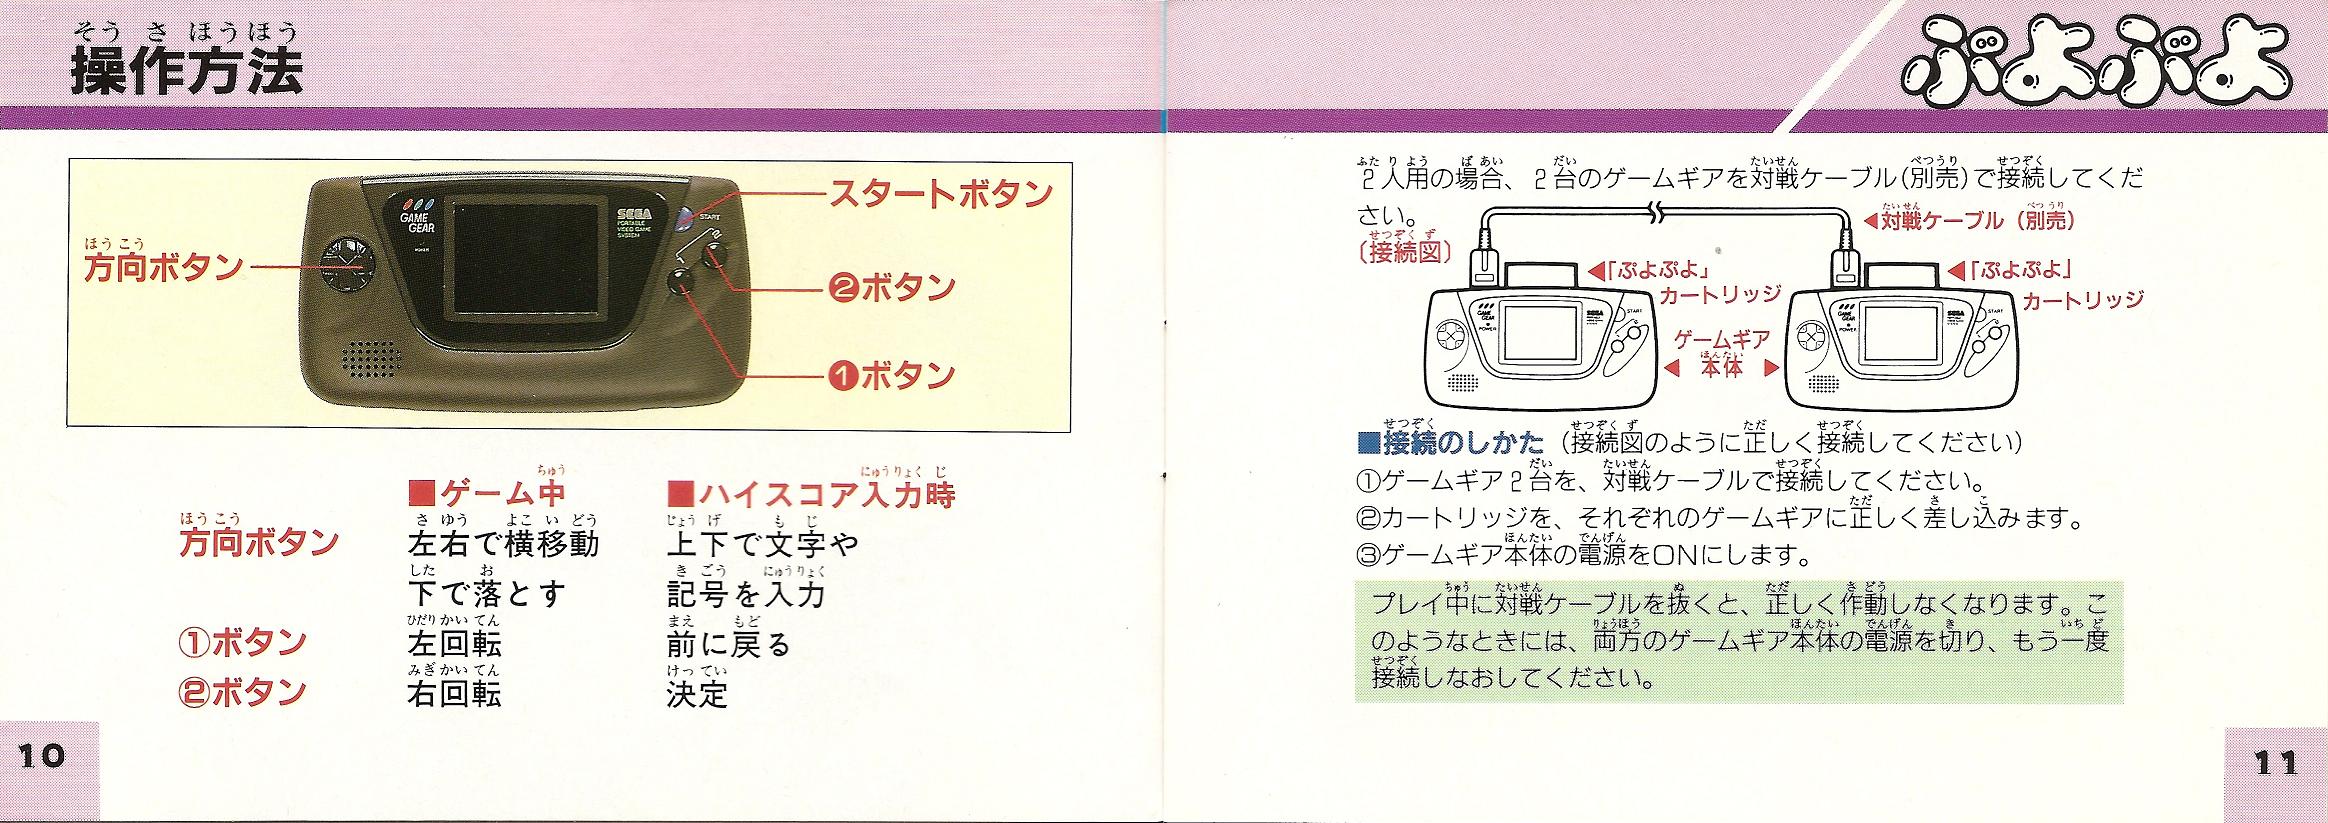 操作方法
スタートボタン
方向ボタン
❷ボタン
❶ボタン
GAME GEAR
SEGA
PORTABLE
VIDEO GAME
SYSTEM
START
■ゲーム中 ■ハイスコア入力時
方向ボタン 左右で横移動 上下で文字や
下で落とす 記号を入力
①ボタン 左回転 前に戻る
②ボタン 右回転 決定
10
ぷよぷよ
2人用の場合、2台のゲームギアを対戦ケーブル(別売)で接続してくだ
さい。
◀対戦ケーブル(別売)
〔接続図〕
◀「ぷよぷよ」
カートリッジ
◀「ぷよぷよ」
カートリッジ
GAME GEAR
POWER
SEGA
START
GAME GEAR
POWER
SEGA
START
ゲームギア
◀ 本体 ▶
■接続のしかた(接続図のように正しく接続してください)
①ゲームギア2台を、対戦ケーブルで接続してください。
②カートリッジを、それぞれのゲームギアに正しく差し込みます。
③ゲームギア本体の電源をONにします。
プレイ中に対戦ケーブルを抜くと、正しく作動しなくなります。こ
のようなときには、両方のゲームギア本体の電源を切り、もう一度
接続しなおしてください。
11